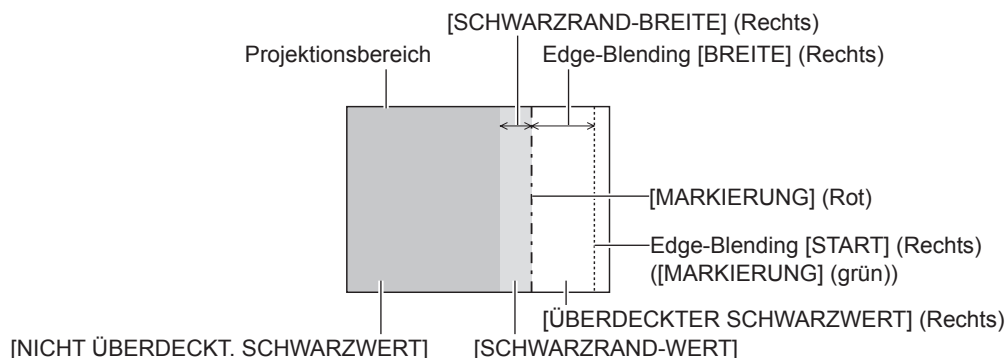 [SCHWARZRAND-BREITE] (Rechts)
Projektionsbereich
Edge-Blending [BREITE] (Rechts)
[MARKIERUNG] (Rot)
Edge-Blending [START] (Rechts)
([MARKIERUNG] (grün))
[ÜBERDECKTER SCHWARZWERT] (Rechts)
[NICHT ÜBERDECKT. SCHWARZWERT]
[SCHWARZRAND-WERT]